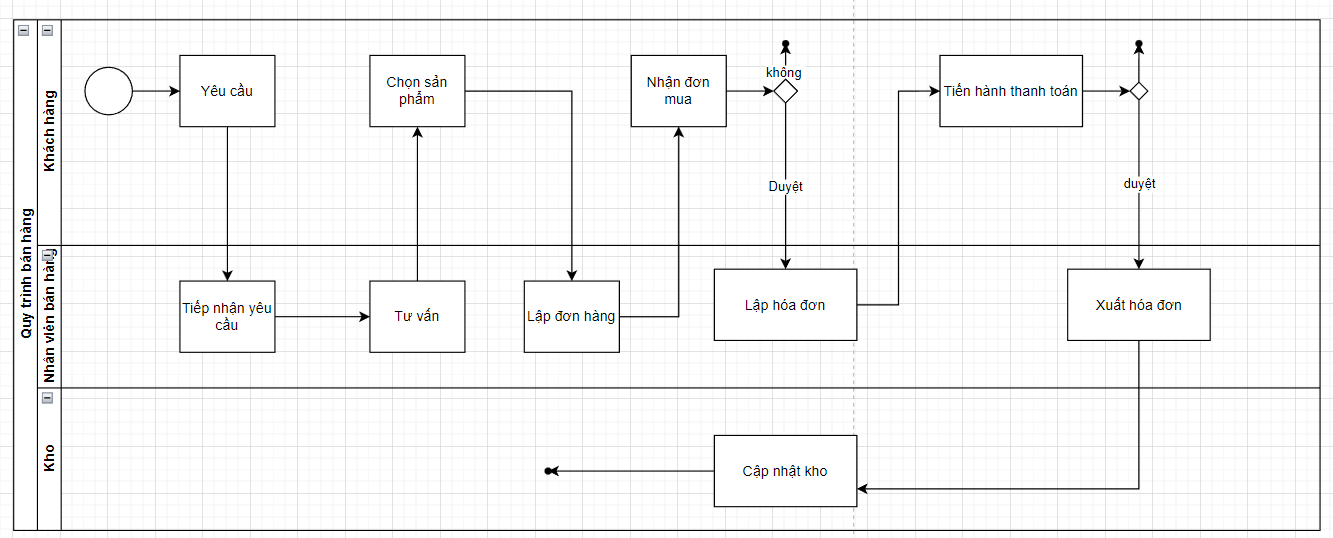 Quy trình bán hàng
Khách hàng
Yêu cầu
Chọn sản
phẩm
Nhận đơn
mua
không
Duyệt
Tiến hành thanh toán
duyệt
Nhân viên bán hàng
Tiếp nhận yêu
cầu
Tư vấn
Lập đơn hàng
Lập hóa đơn
Xuất hóa đơn
Kho
Cập nhật kho